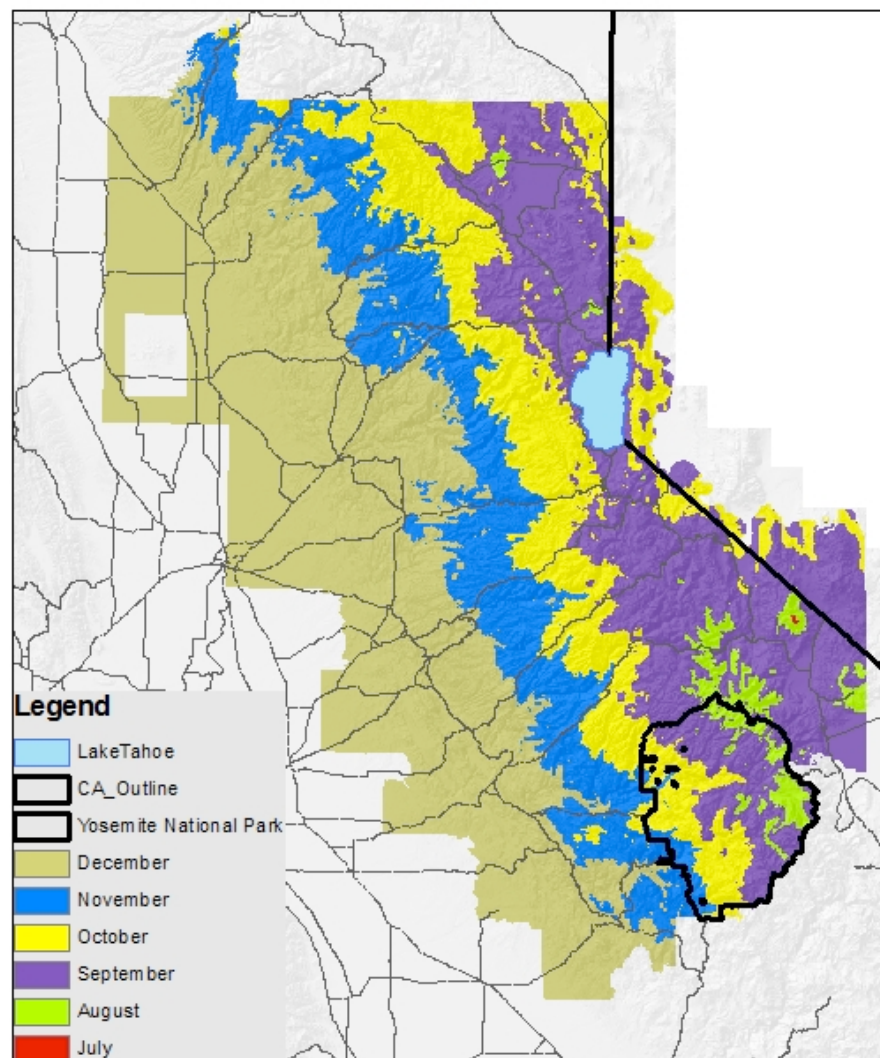 Legend
LakeTahoe
CA_Outline
Yosemite National Park
December
November
October
September
August
July